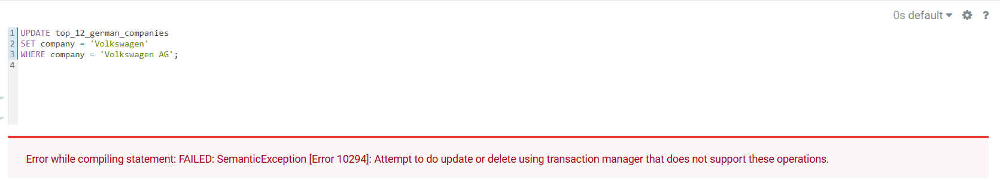 0s default ?
1 UPDATE top_12_german_companies
2 SET company = 'Volkswagen'
3 WHERE company = 'Volkswagen AG';
4
Error while compiling statement: FAILED: SemanticException [Error 10294]: Attempt to do update or delete using transaction manager that does not support these operations.